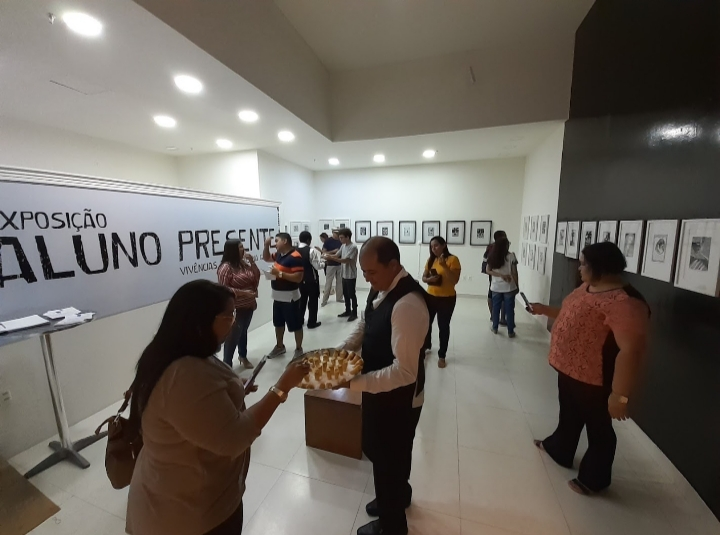 EXPOSIÇÃO
ALUNO PRESENTE
VIVÊNCIAS